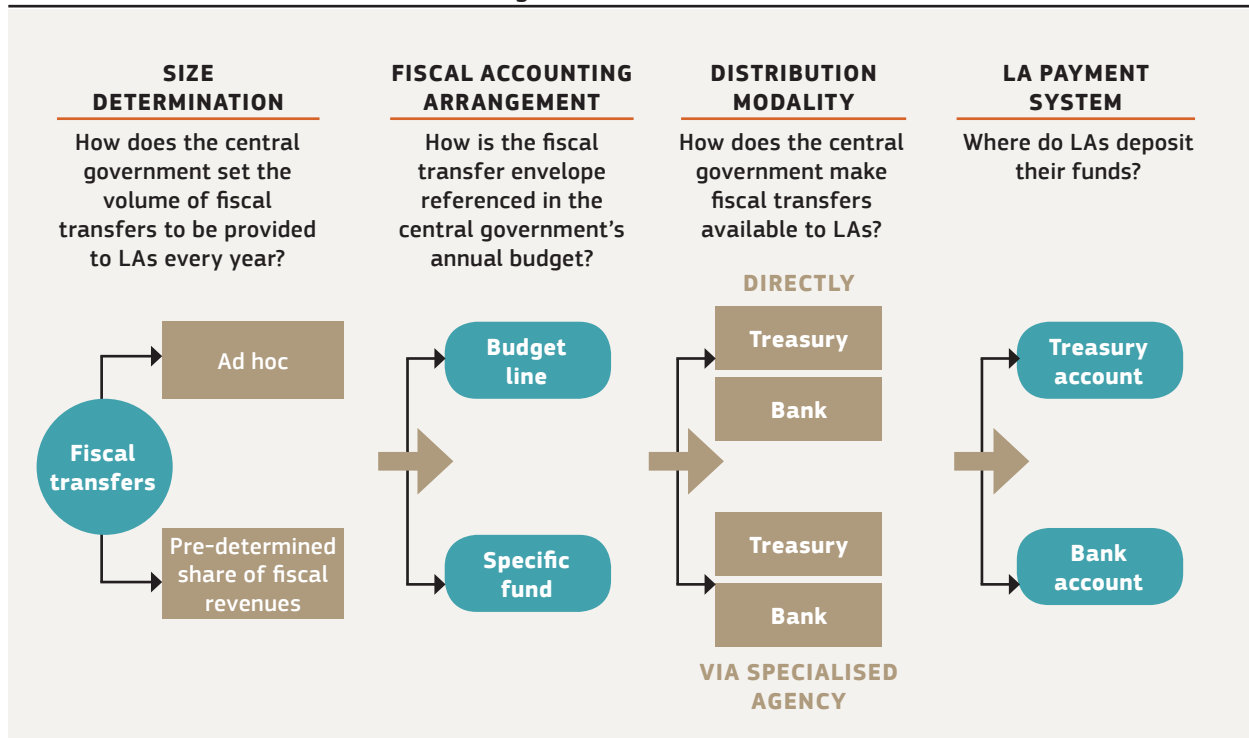 SIZE
DETERMINATION
How does the central
government set the
volume of fiscal
transfers to be provided
to LAs every year?
Fiscal
transfers
Ad hoc
Pre-determined
share of fiscal
revenues
FISCAL ACCOUNTING
ARRANGEMENT
How is the fiscal
transfer envelope
referenced in the
central government’s
annual budget?
Budget
line
Specific
fund
DISTRIBUTION
MODALITY
How does the central
government make
fiscal transfers
available to LAs?
DIRECTLY
Treasury
Bank
Treasury
Bank
VIA SPECIALISED
AGENCY
LA PAYMENT
SYSTEM
Where do LAs deposit
their funds?
Treasury
account
Bank
account